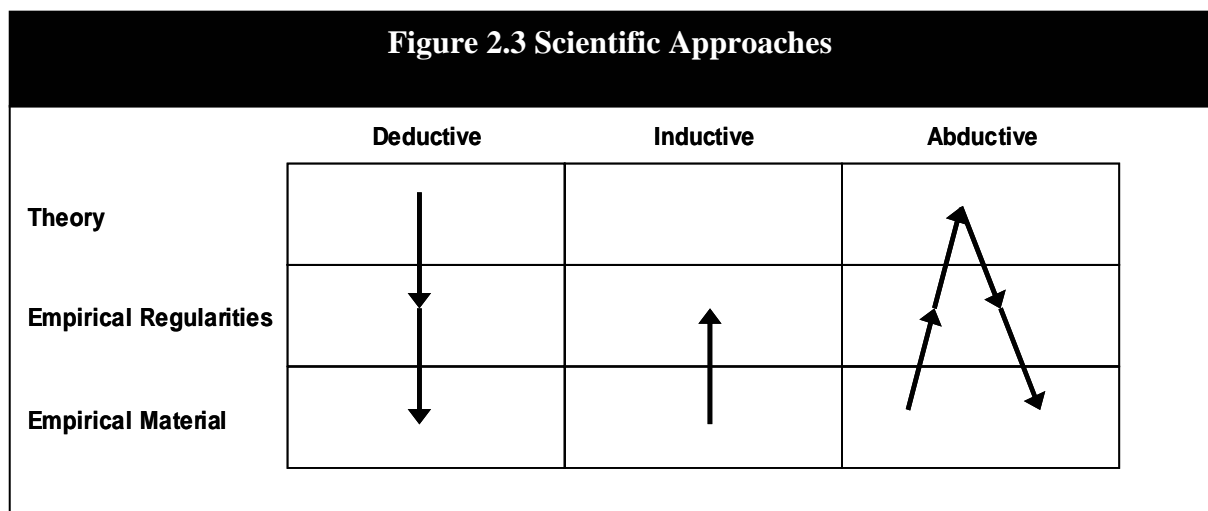 Figure 2.3 Scientific Approaches
Deductive Inductive Abductive
Theory
Empirical Regularities
Empirical Material